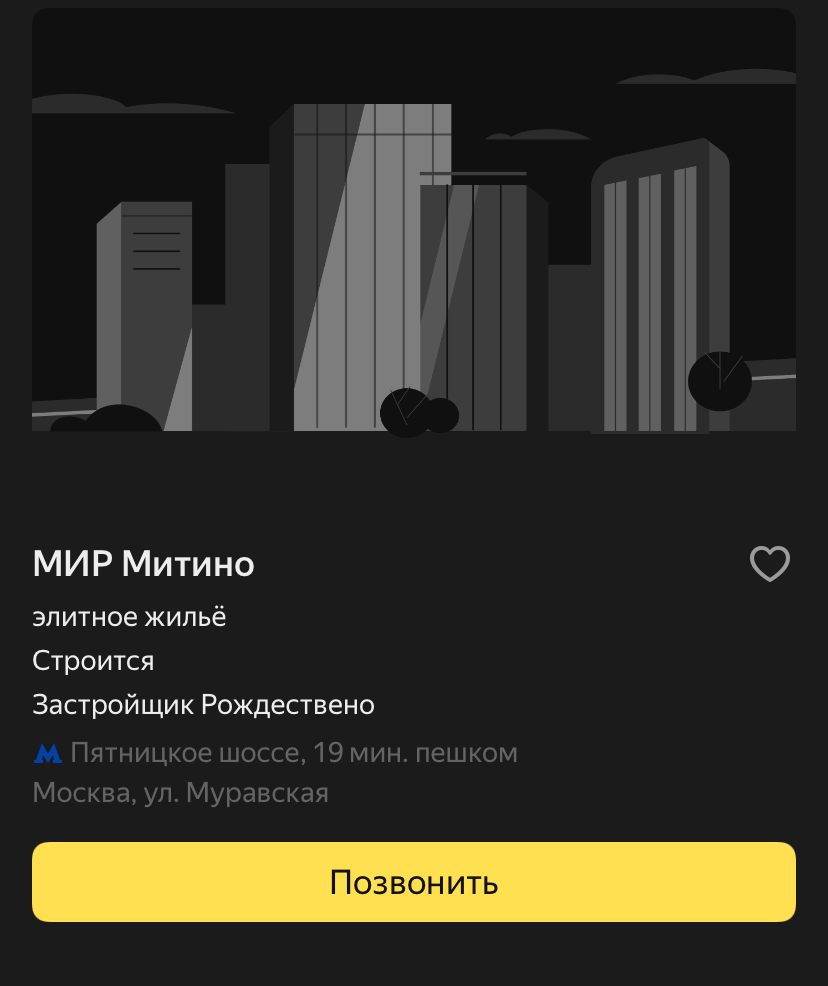 МИР Митино
элитное жильё
Строится
Застройщик Рождествено
Пятницкое шоссе, 19 мин. пешком
Москва, ул. Муравская
Позвонить